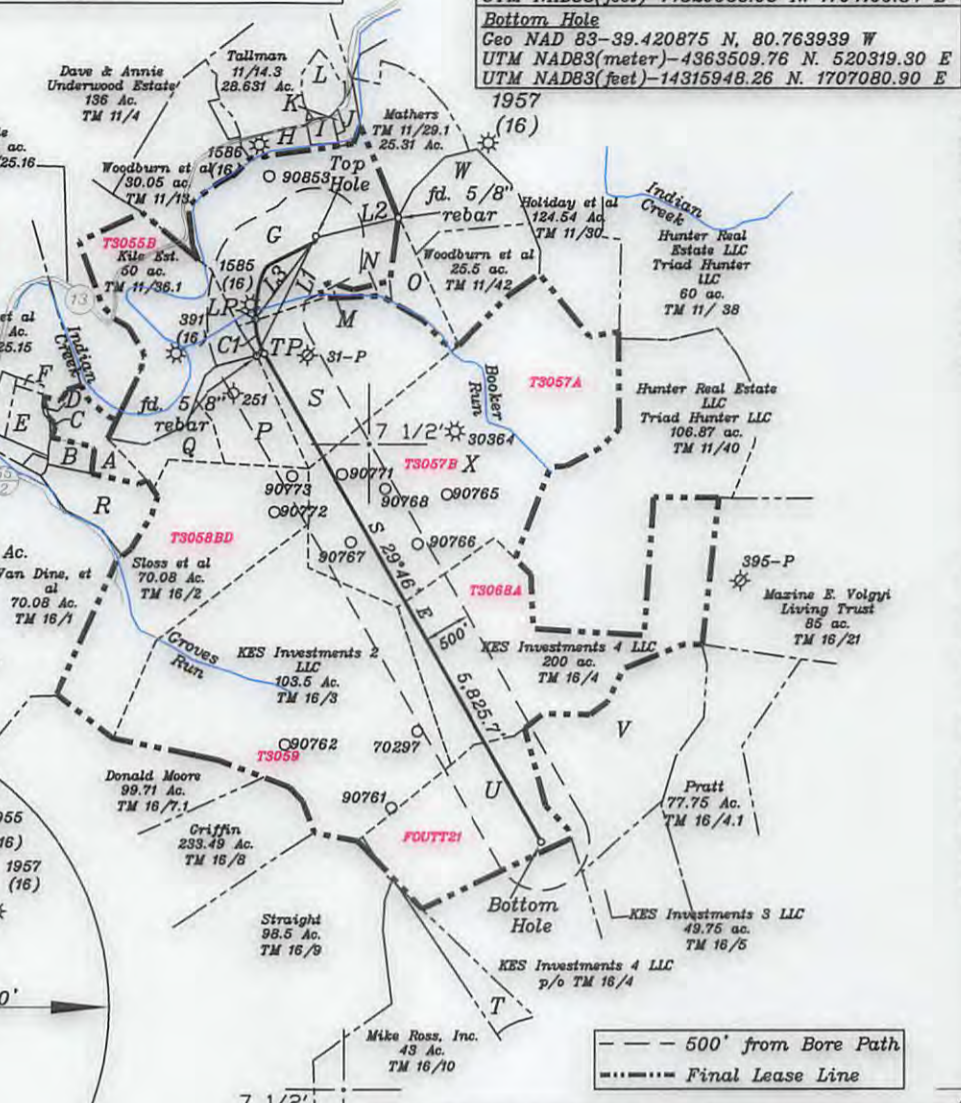 Bottom Hole
Geo NAD 83-39.420875 N, 80.763939 W
UTM NAD83(meter)-4363509.76 N. 520319.30 E
UTM NAD83(feet)-14315948.26 N. 1707080.90 E
1957
(16)
Tallman
11/14.3
28.631 Ac.
Dave & Annie
Underwood Estate
136 Ac.
TM 11/4
L
K
H
I
J
Mathers
TM 11/29.1
25.31 Ac.
ac.
25.16
1586
(16)
Woodburn et al
30.05 ac.
TM 11/13
90853
Top
Hole
W
fd. 5/8"
rebar
L2
Holiday et al
124.54 Ac.
TM 11/30
Indian
Creek
Hunter Real
Estate LLC
Triad Hunter
LLC
60 ac.
TM 11/ 38
T3055B
Kile Est.
50 ac.
TM 11/36.1
G
1585
(16)
L3
L1
N
O
Woodburn et al
25.5 ac.
TM 11/42
13
et al
Ac.
25.15
Indian
Creek
391
(16)
LR
M
C1
TP
31-P
Booker
Run
T3057A
Hunter Real Estate
LLC
Triad Hunter LLC
106.87 ac.
TM 11/40
F
D
E
C
B
A
fd. 5/8"
rebar
251
S
P
Q
7 1/2'
30364
T3057B
X
R
90773
90771
90768
90765
90772
90767
90766
T3058BD
Sloss et al
70.08 Ac.
TM 16/2
Ac.
Van Dine, et
al
70.08 Ac.
TM 16/1
S 29°46' E
5,825.7'
500'
T3068A
395-P
Maxine E. Volgyi
Living Trust
85 ac.
TM 16/21
Groves
Run
KES Investments 2
LLC
103.5 Ac.
TM 16/3
KES Investments 4 LLC
200 ac.
TM 16/4
90762
T3059
70297
V
Donald Moore
99.71 Ac.
TM 16/7.1
90761
U
Pratt
77.75 Ac.
TM 16/4.1
Griffin
233.49 Ac.
TM 16/8
FOUTT21
955
16)
1957
(16)
Bottom
Hole
KES Investments 3 LLC
49.75 ac.
TM 16/5
Straight
98.5 Ac.
TM 16/9
KES Investments 4 LLC
p/o TM 16/4
T
0'
Mike Ross, Inc.
43 Ac.
TM 16/10
500' from Bore Path
Final Lease Line
7 1/2'